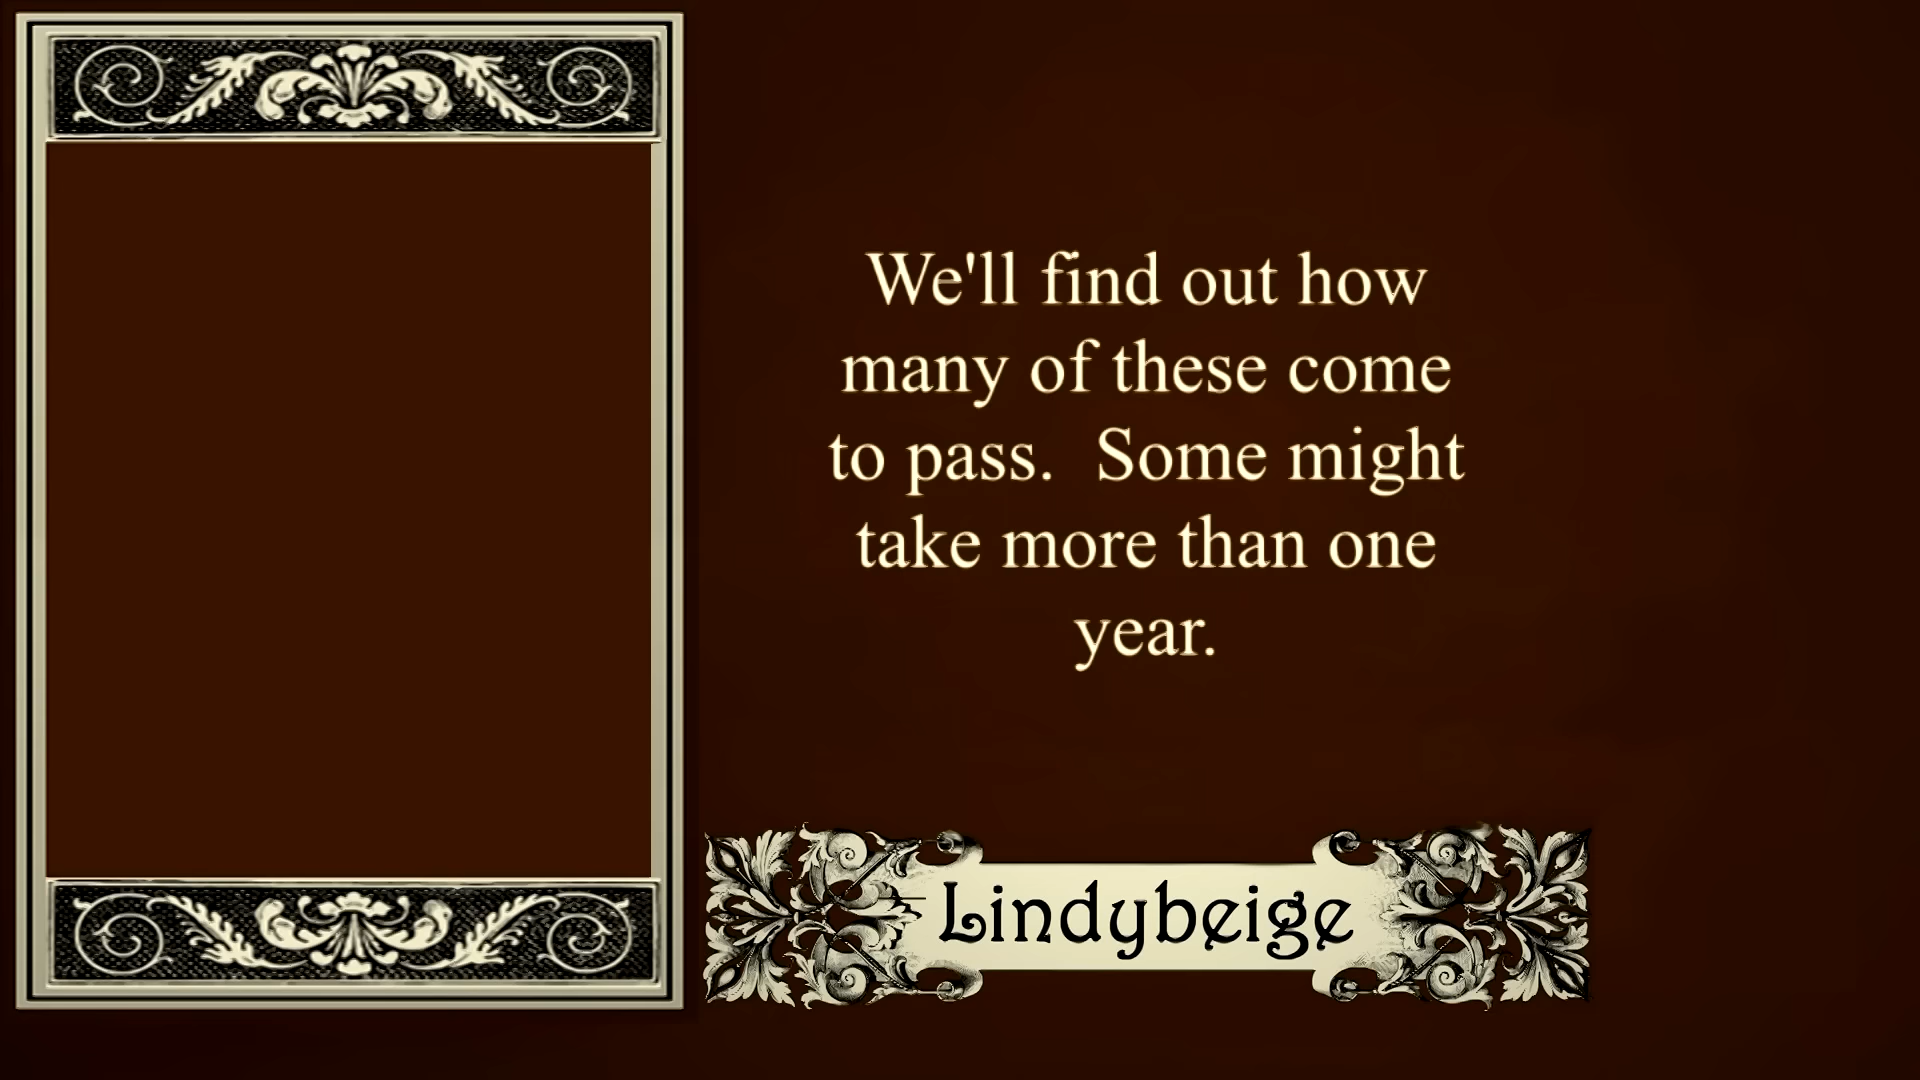 We'll find out how
many of these come
to pass.  Some might
take more than one
year.
Lindybeige